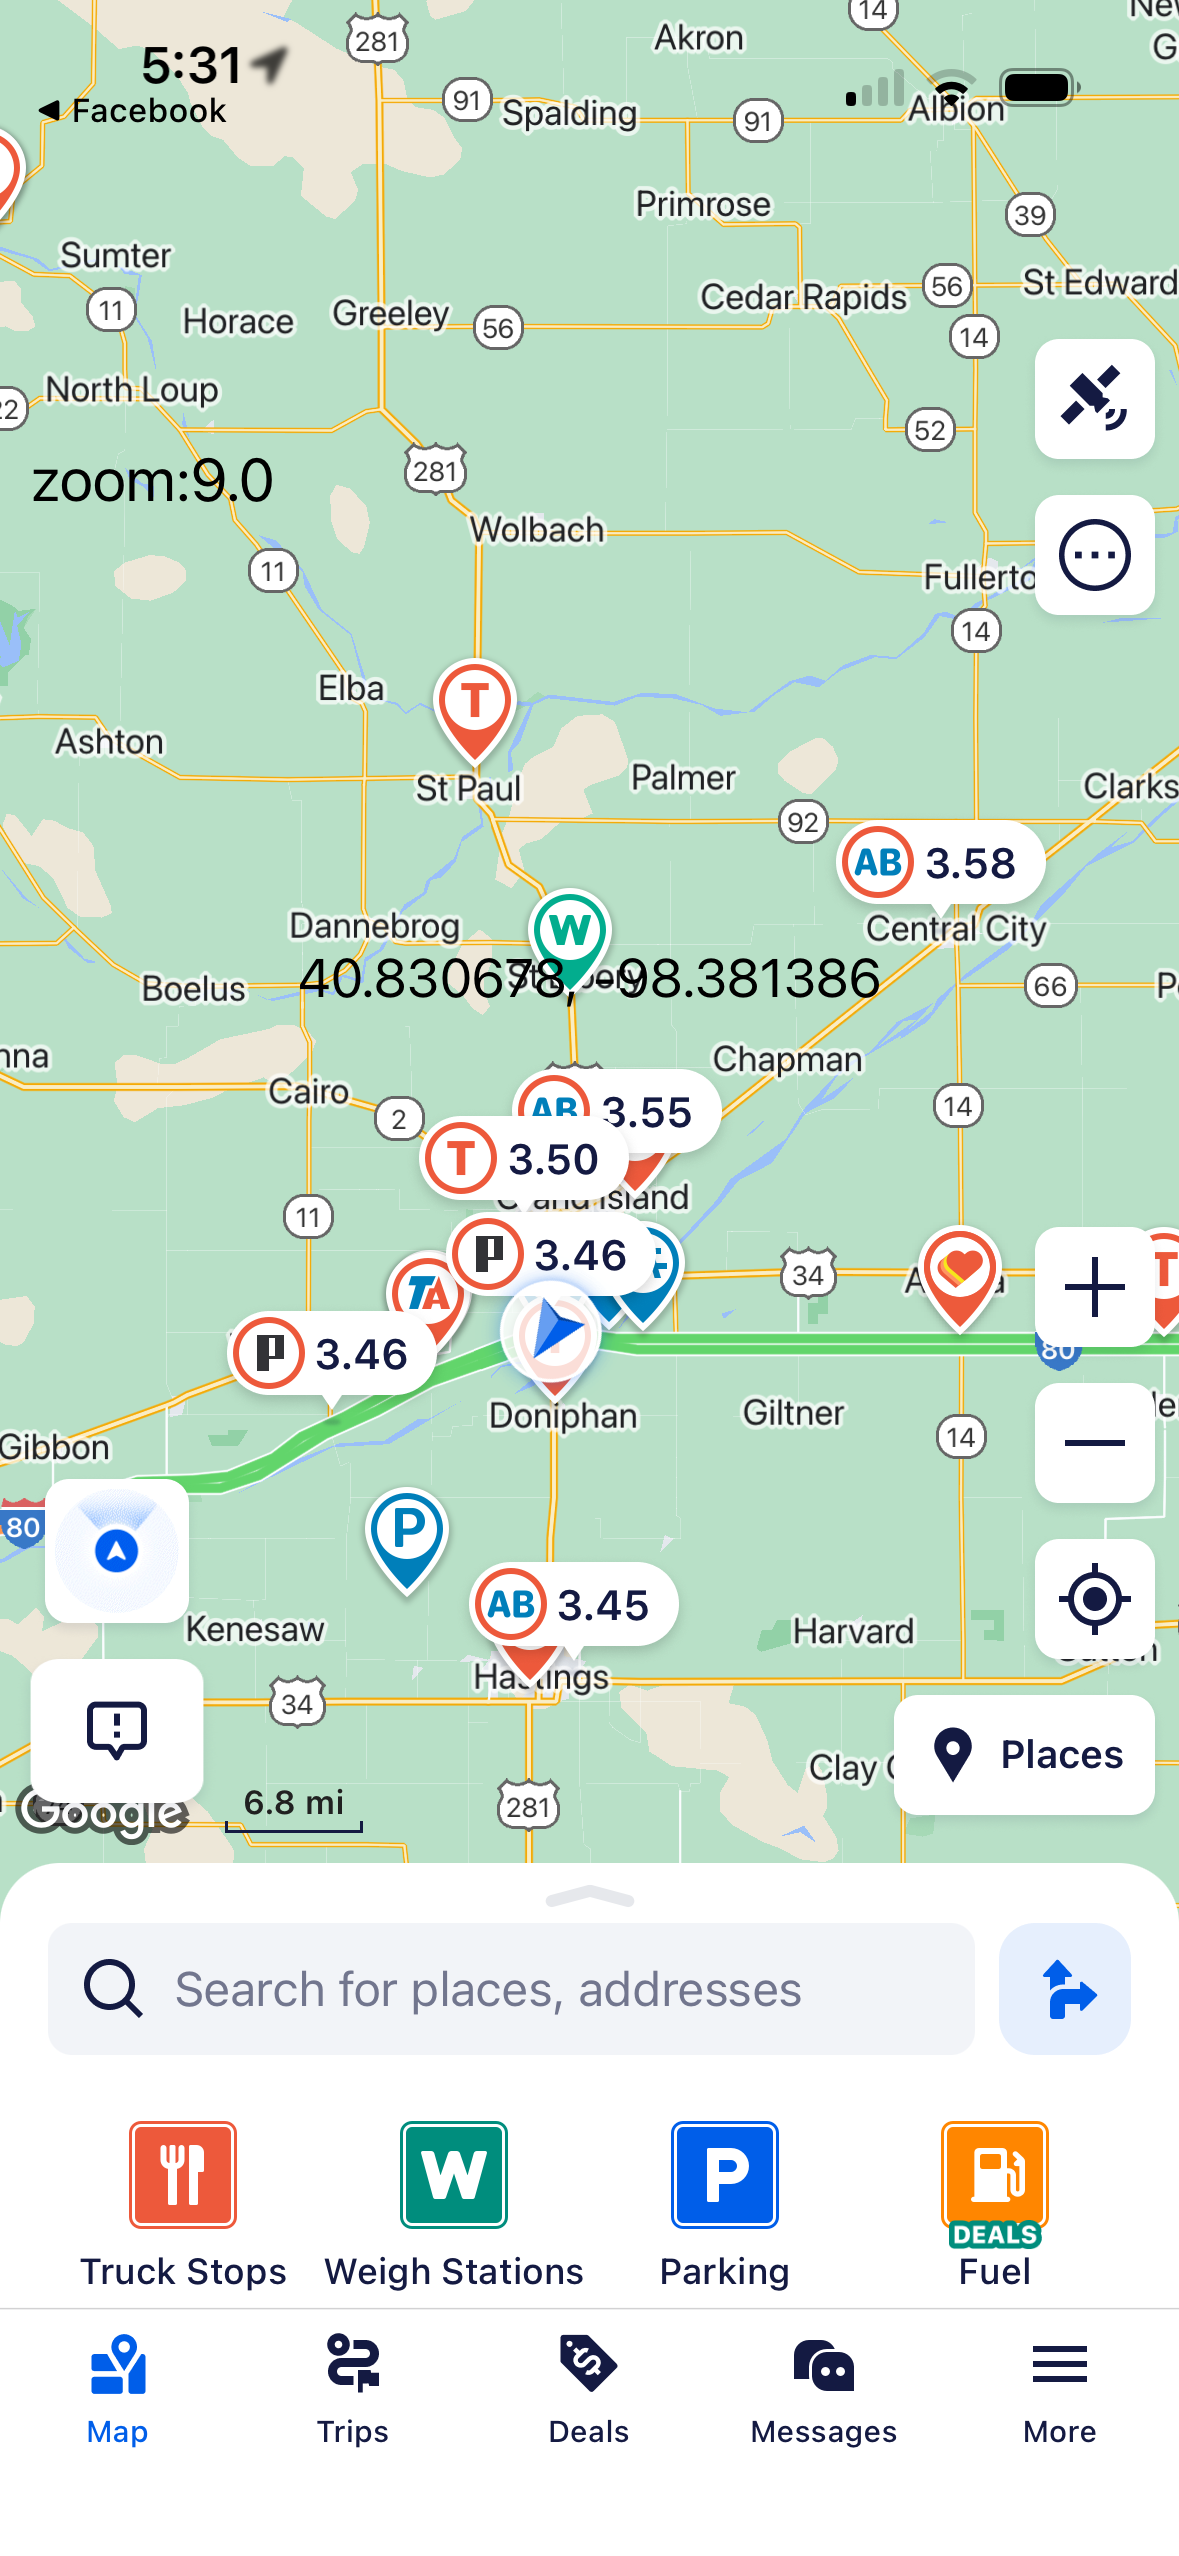 14
281
Akron
5:31
Facebook
91
Spalding
91
Albion
Primrose
39
Sumter
11
Horace
Greeley
56
Cedar Rapids
56
St Edward
14
North Loup
22
52
281
zoom:9.0
Wolbach
11
Fullerto
14
Elba
T
Ashton
St Paul
Palmer
Clarks
92
AB 3.58
W
Dannebrog
Central City
40.830678, -98.381386
Boelus
66
Chapman
Cairo
2
AB 3.55
14
T 3.50
Grand Island
11
P 3.46
34
T
TA
P 3.46
80
Doniphan
Giltner
14
Gibbon
80
P
AB 3.45
Kenesaw
Harvard
Hastings
34
Clay C
Places
Google
6.8 mi
281
Search for places, addresses
W
P
DEALS
Truck Stops
Weigh Stations
Parking
Fuel
Map
Trips
Deals
Messages
More